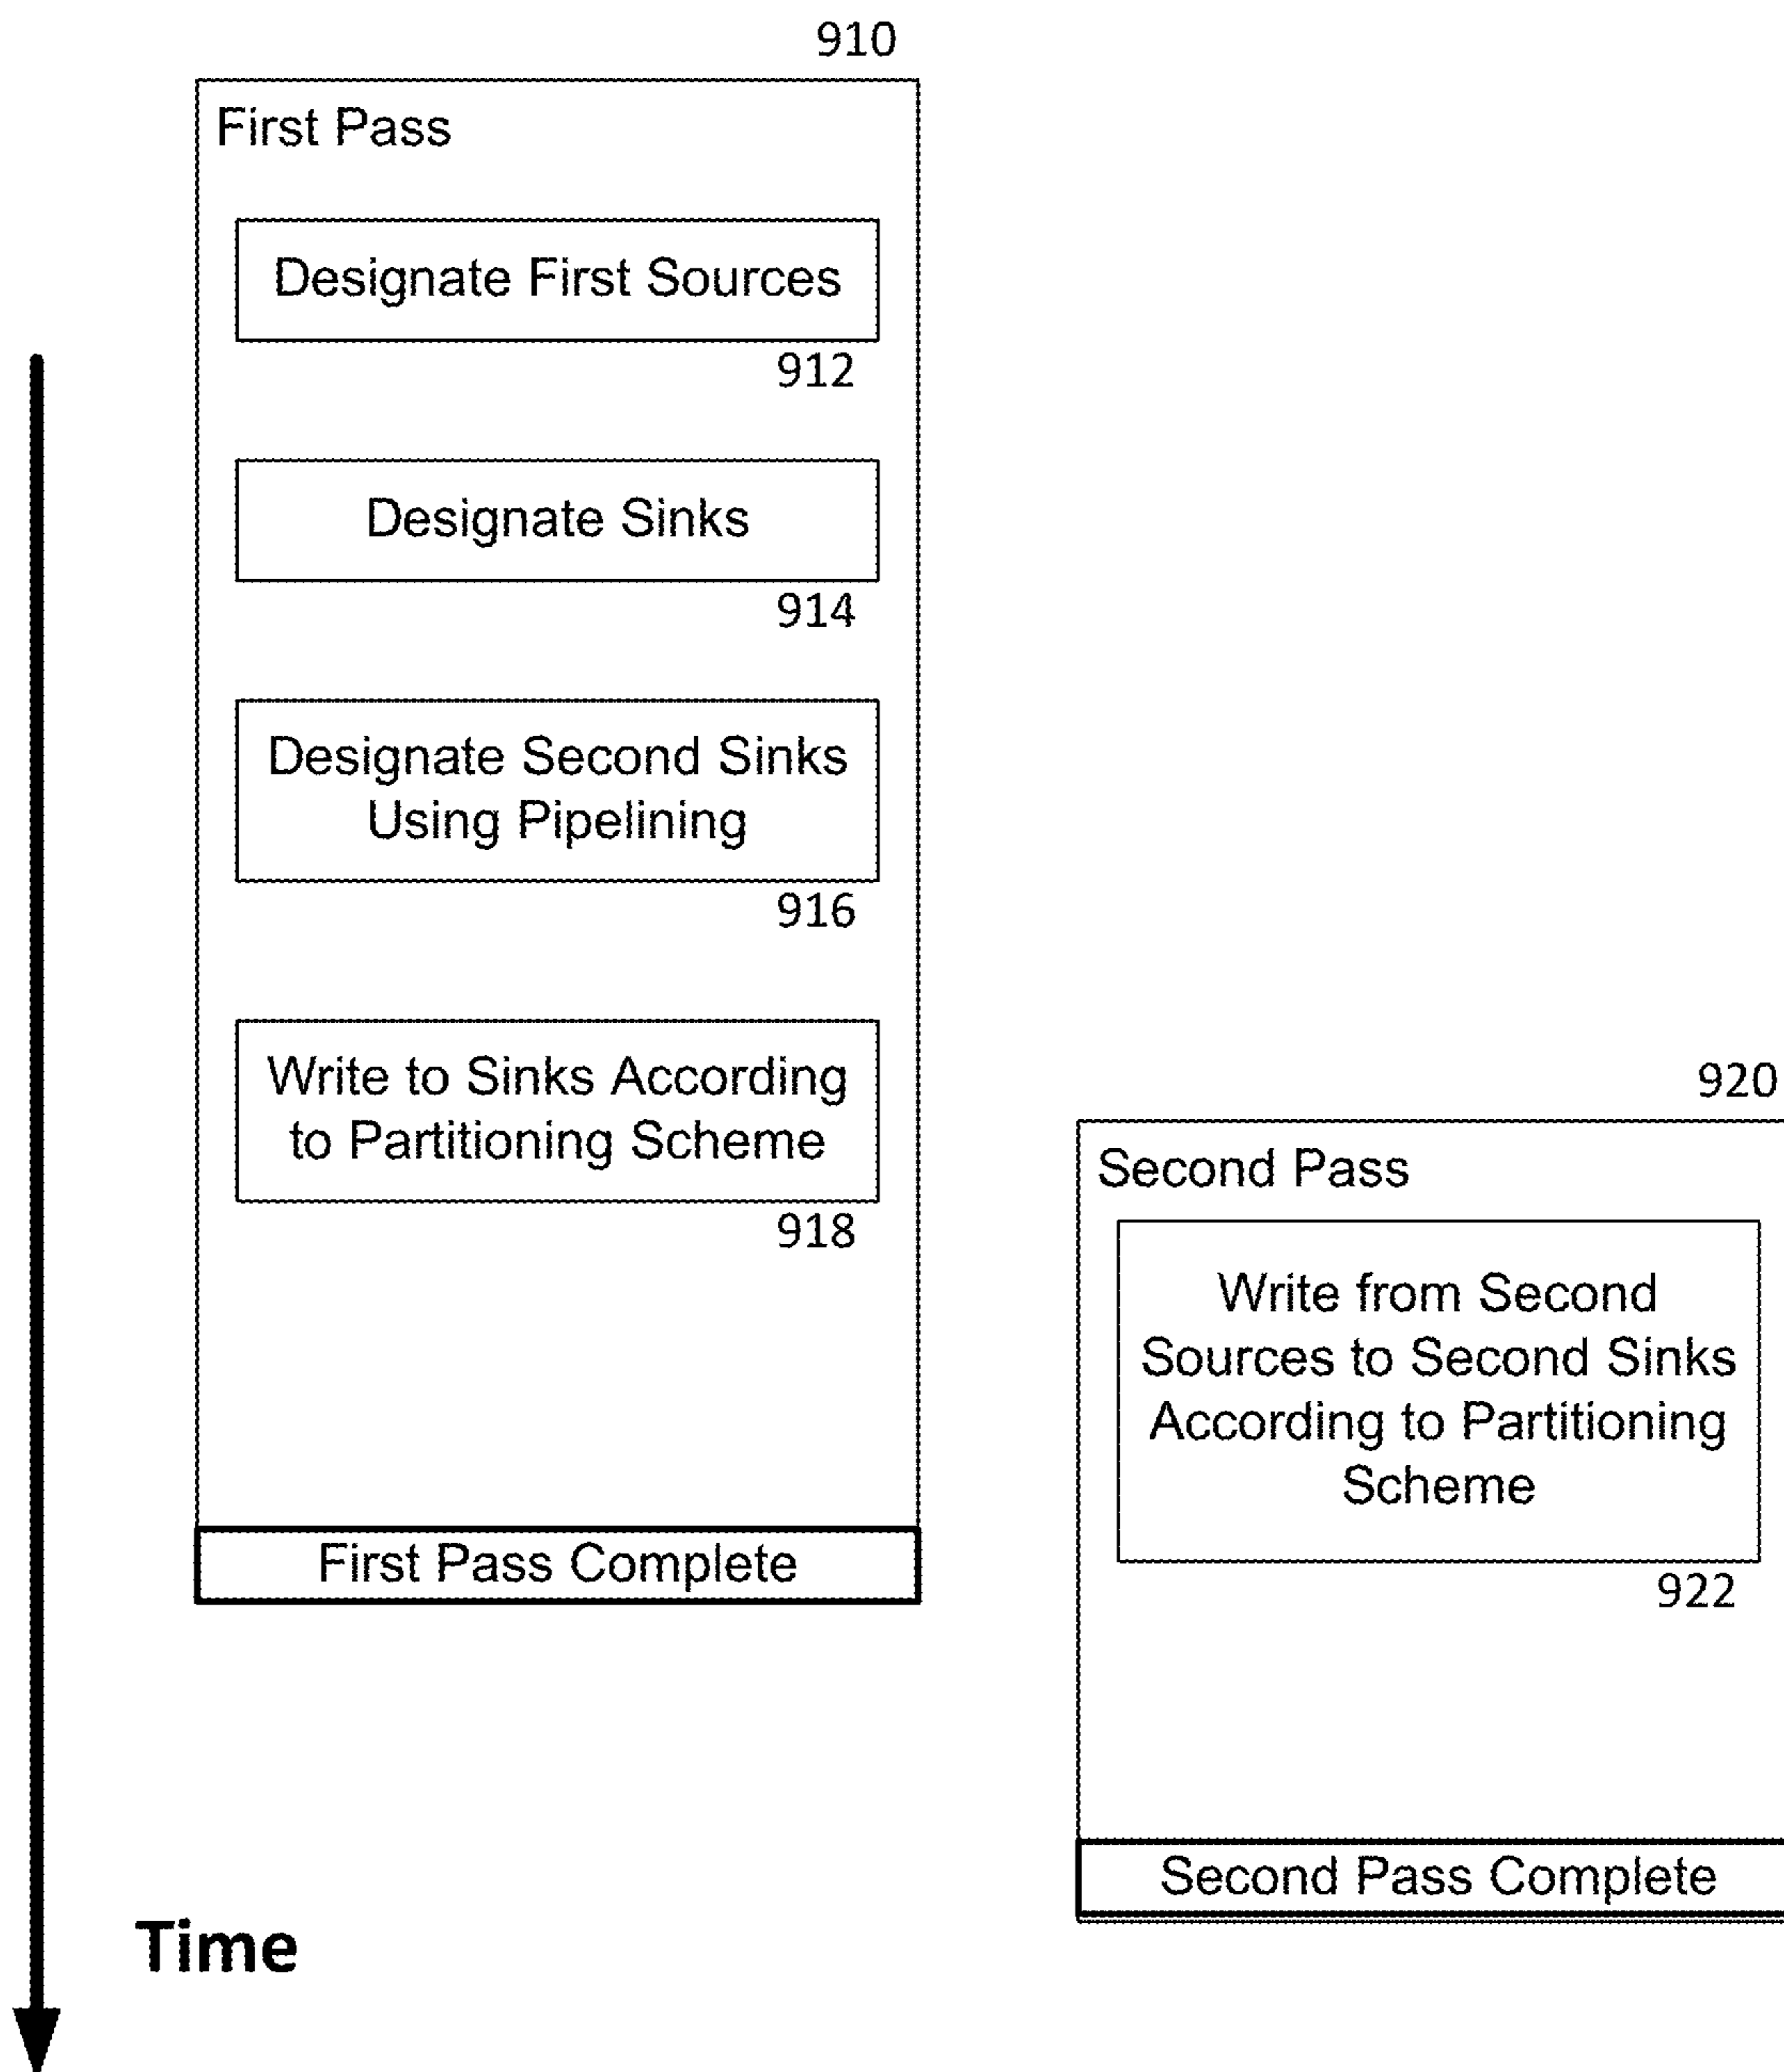 910
First Pass
Designate First Sources
912
Designate Sinks
914
Designate Second Sinks
Using Pipelining
916
Write to Sinks According
to Partitioning Scheme
918
First Pass Complete
920
Second Pass
Write from Second
Sources to Second Sinks
According to Partitioning
Scheme
922
Second Pass Complete
Time